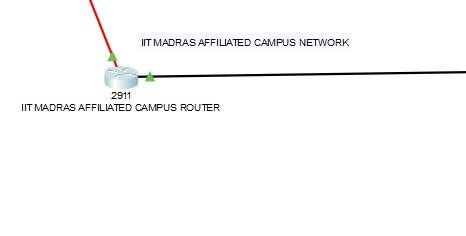 IIT MADRAS AFFILIATED CAMPUS NETWORK
2911
IIT MADRAS AFFILIATED CAMPUS ROUTER